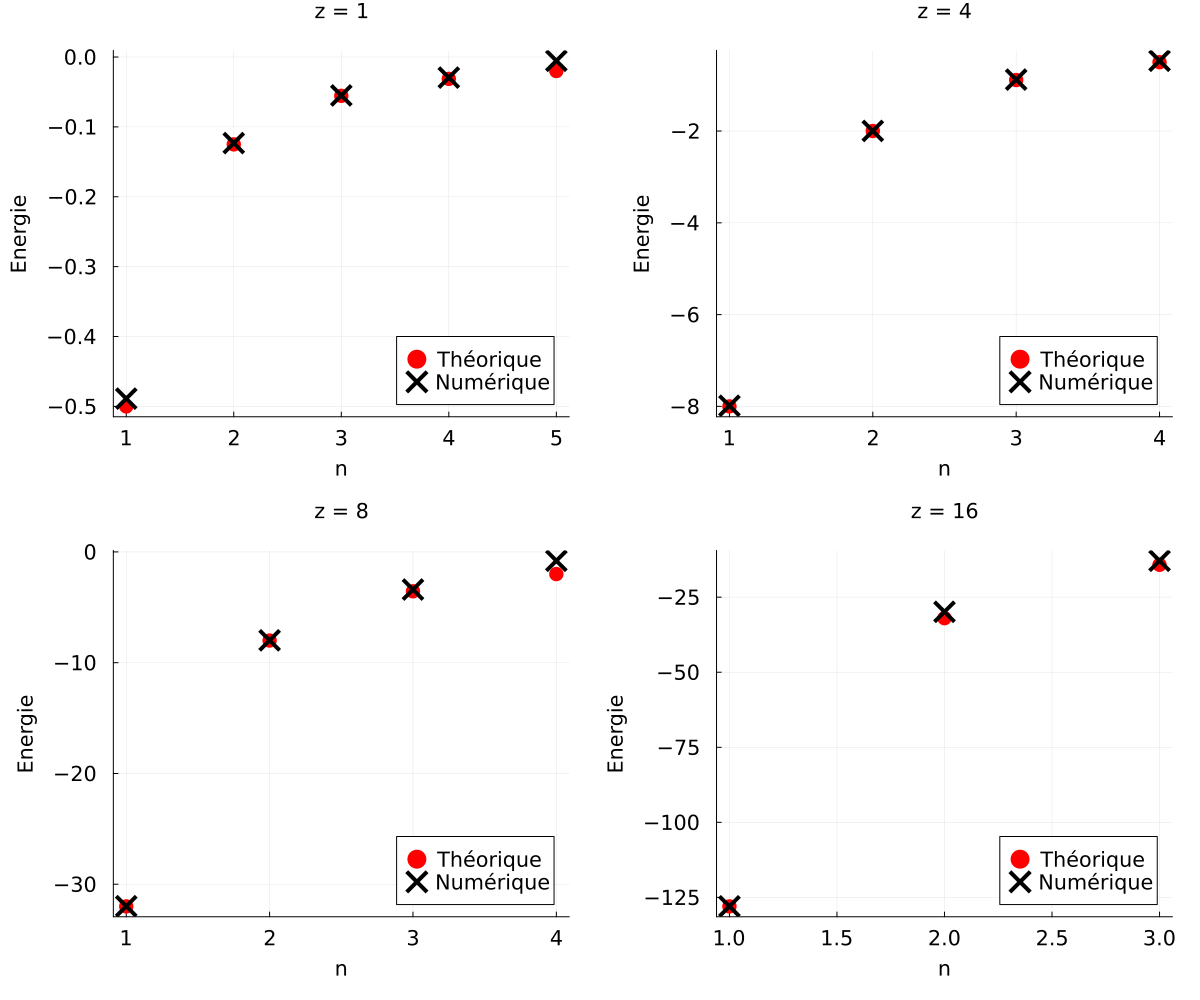 z = 1
0.0
−0.1
−0.2
−0.3
−0.4
−0.5
Energie
Théorique
Numérique
1 2 3 4 5
n
z = 4
−2
−4
−6
−8
Energie
Théorique
Numérique
1 2 3 4
n
z = 8
0
−10
−20
−30
Energie
Théorique
Numérique
1 2 3 4
n
z = 16
−25
−50
−75
−100
−125
Energie
Théorique
Numérique
1.0 1.5 2.0 2.5 3.0
n